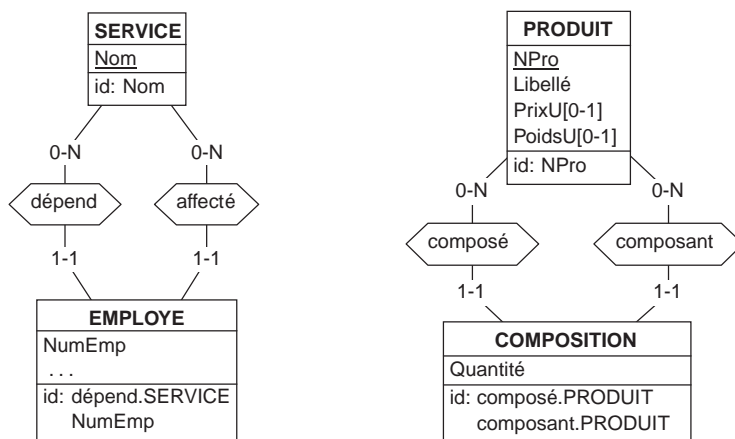 SERVICE
Nom
id: Nom
0-N 0-N
dépend affecté
1-1 1-1
EMPLOYE
NumEmp
. . .
id: dépend.SERVICE
NumEmp
PRODUIT
NPro
Libellé
PrixU[0-1]
PoidsU[0-1]
id: NPro
0-N 0-N
composé composant
1-1 1-1
COMPOSITION
Quantité
id: composé.PRODUIT
composant.PRODUIT